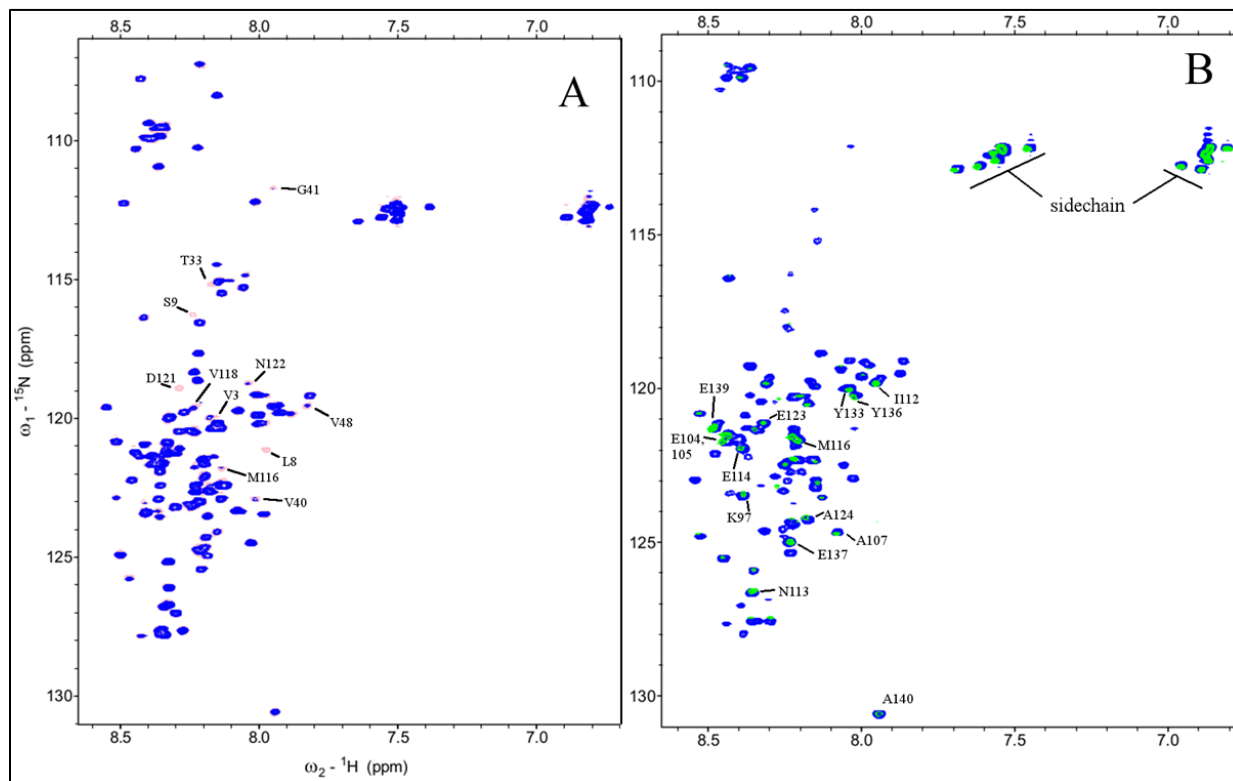 8.5 8.0 7.5 7.0
8.5 8.0 7.5 7.0
A
B
110
G41
T33
115
S9
D121
V118
N122
V3
120
V48
L8
M116
V40
125
130
ω1 - 15N (ppm)
8.5 8.0 7.5 7.0
ω2 - 1H (ppm)
110
sidechain
115
120
E139
E123
I112
Y133
Y136
E104,
105
M116
E114
K97
A124
A107
125
E137
N113
130
A140
8.5 8.0 7.5 7.0